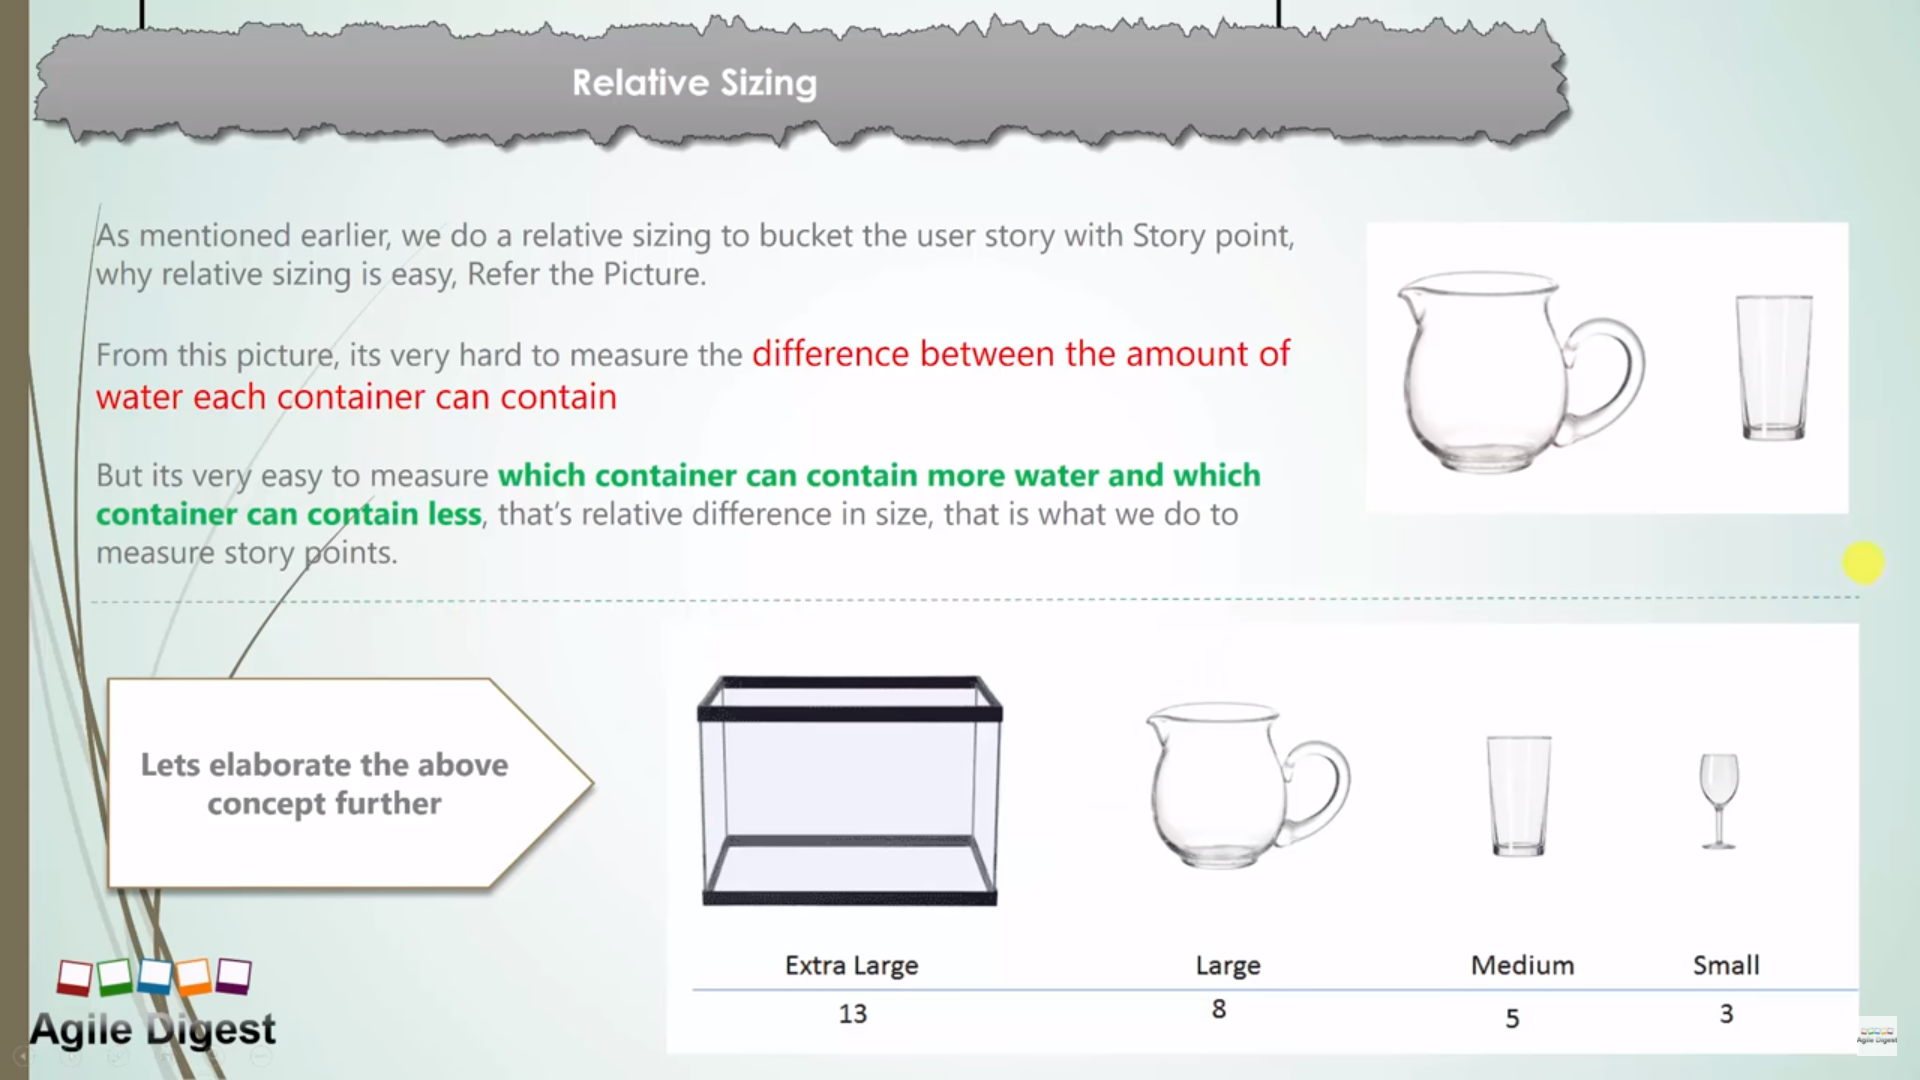 Relative Sizing
As mentioned earlier, we do a relative sizing to bucket the user story with Story point,
why relative sizing is easy, Refer the Picture.
From this picture, its very hard to measure the difference between the amount of
water each container can contain
But its very easy to measure which container can contain more water and which
container can contain less, that’s relative difference in size, that is what we do to
measure story points.
Lets elaborate the above
concept further
Extra Large Large Medium Small
13 8 5 3
Agile Digest
Agile Digest